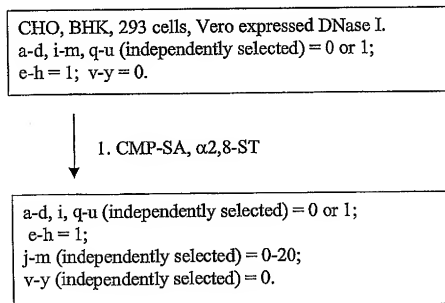 CHO, BHK, 293 cells, Vero expressed DNase I.
a-d, i-m, q-u (independently selected) = 0 or 1;
e-h = 1; v-y = 0.
1. CMP-SA, α2,8-ST
a-d, i, q-u (independently selected) = 0 or 1;
e-h = 1;
j-m (independently selected) = 0-20;
v-y (independently selected) = 0.